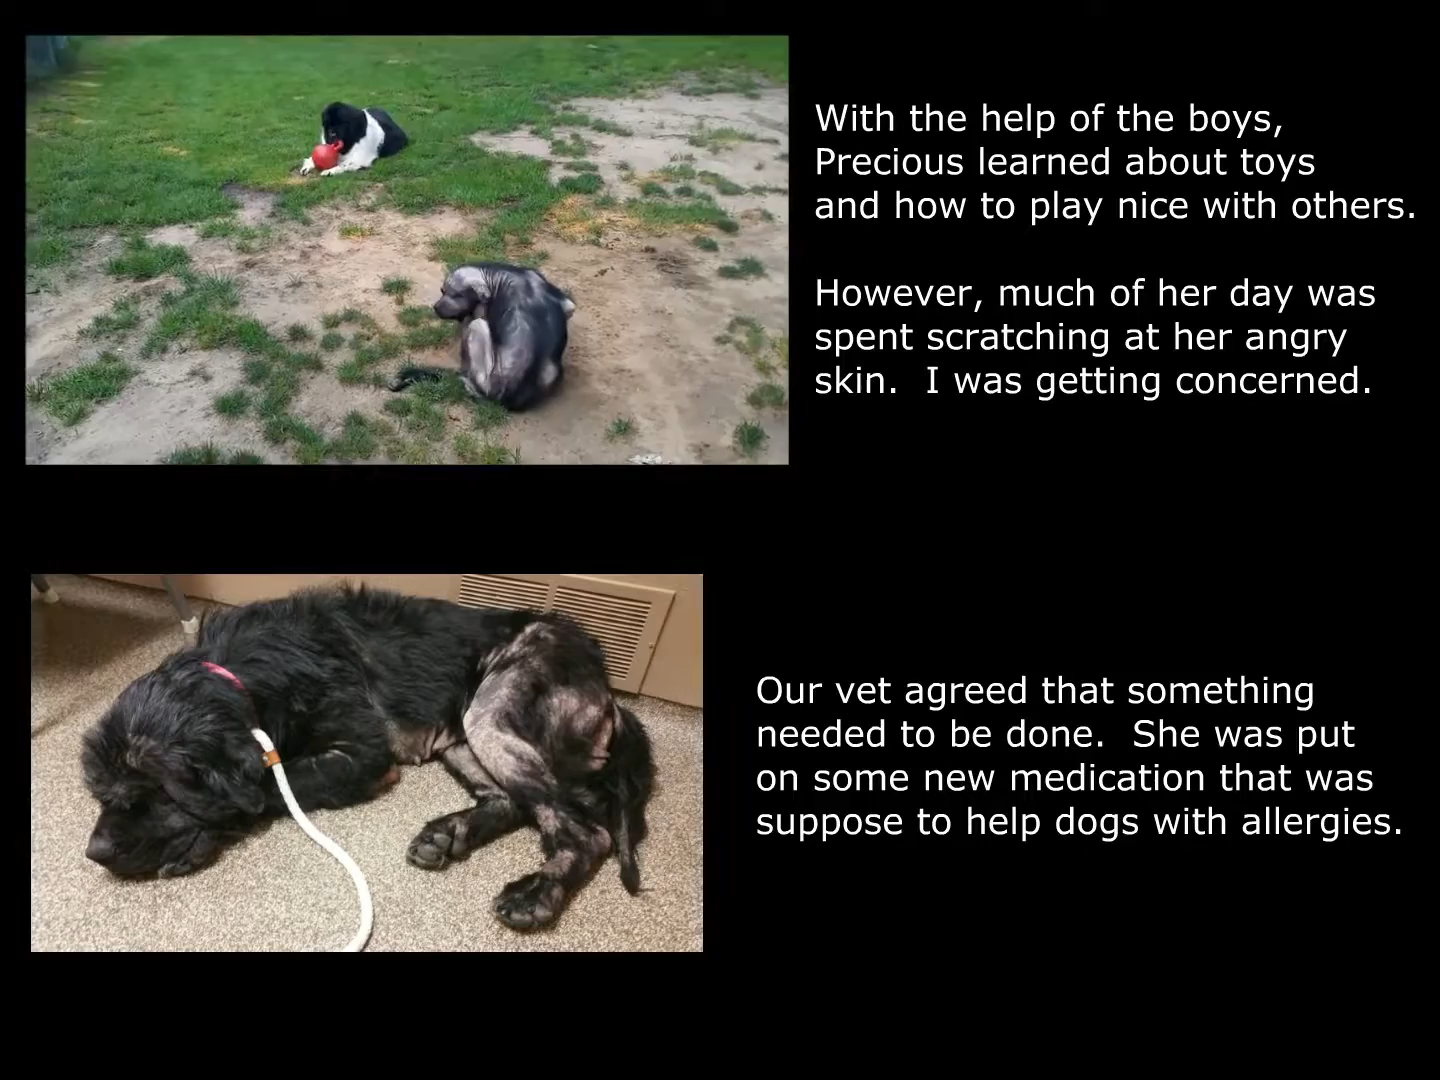 With the help of the boys,
Precious learned about toys
and how to play nice with others.
However, much of her day was
spent scratching at her angry
skin.  I was getting concerned.
Our vet agreed that something
needed to be done.  She was put
on some new medication that was
suppose to help dogs with allergies.